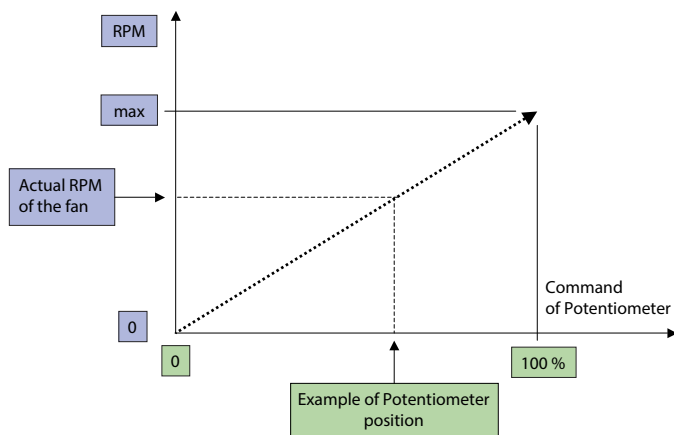 RPM
max
Actual RPM
of the fan
Command
of Potentiometer
0
0
100 %
Example of Potentiometer
position